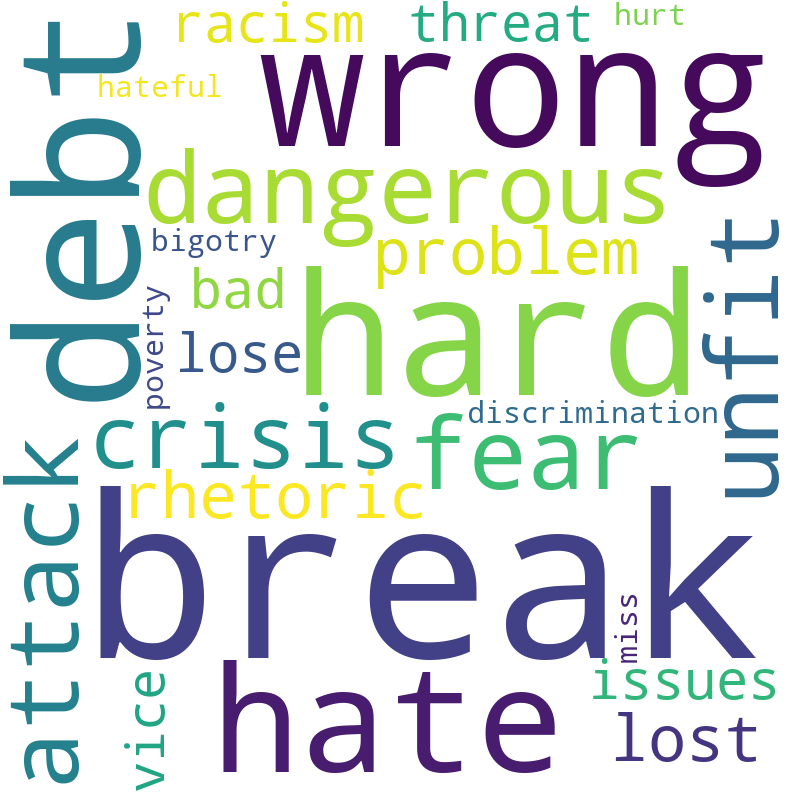 racism
threat
hurt
hateful
wrong
debt
dangerous
bigotry
problem
unfit
bad
hard
poverty
lose
crisis
discrimination
fear
attack
rhetoric
break
miss
hate
vice
issues
lost